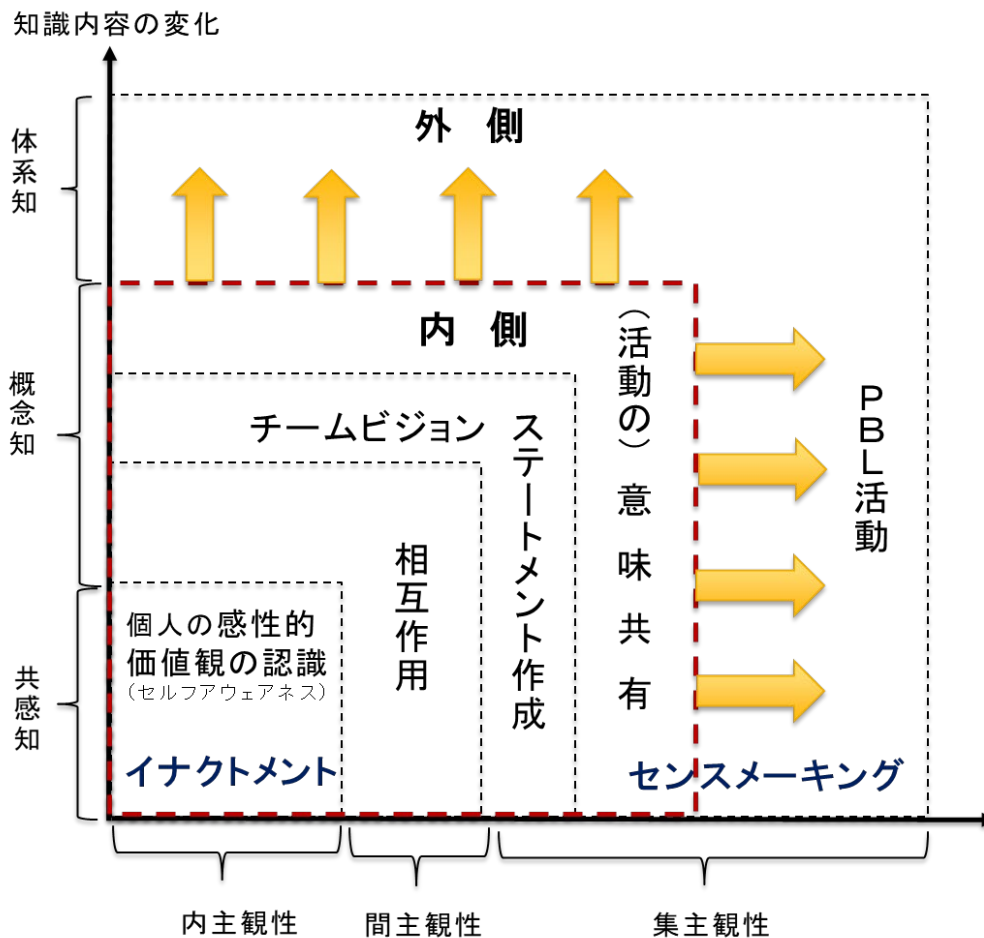 知識内容の変化
体系知
外　側
概念知
内　側
（活動の）意味共有
チームビジョン
ステートメント作成
ＰＢＬ活動
相互作用
共感知
個人の感性的
価値観の認識
（セルフアウェアネス）
イナクトメント
センスメーキング
内主観性
間主観性
集主観性